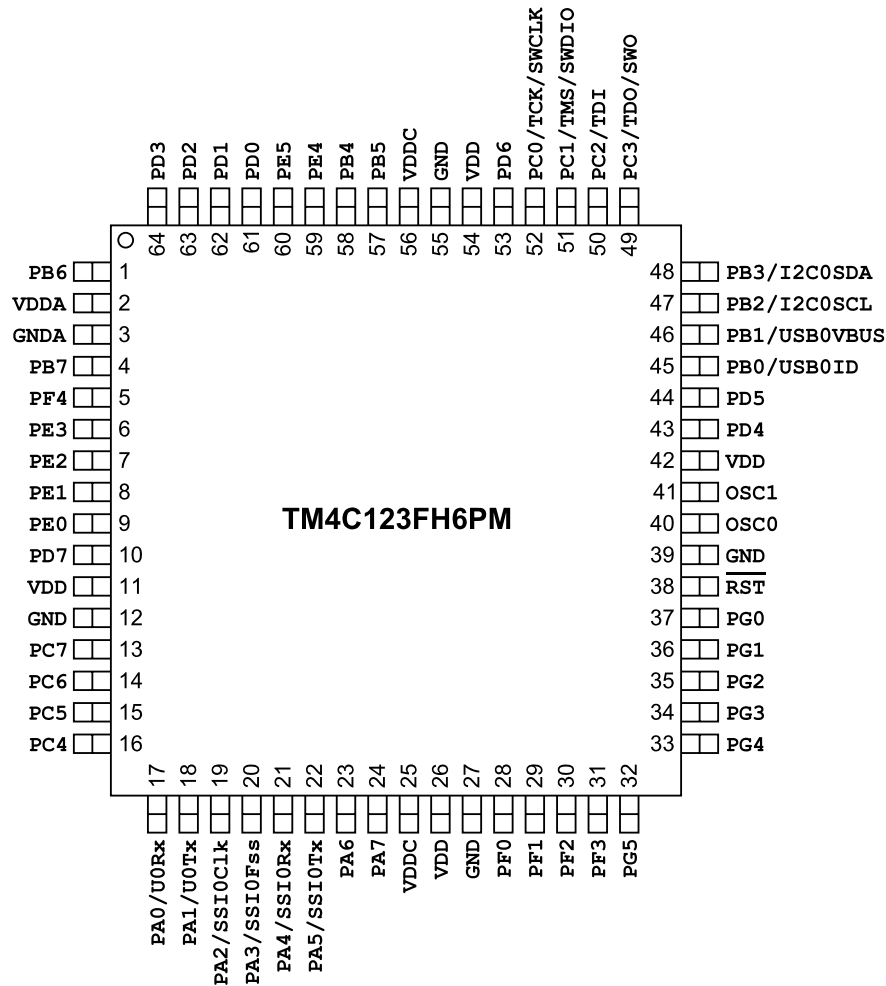 PD3
PD2
PD1
PD0
PE5
PE4
PB4
PB5
VDDC
GND
VDD
PD6
PC0/TCK/SWCLK
PC1/TMS/SWDIO
PC2/TDI
PC3/TDO/SWO
64
63
62
61
60
59
58
57
56
55
54
53
52
51
50
49
PB6 1
VDDA 2
GNDA 3
PB7 4
PF4 5
PE3 6
PE2 7
PE1 8
PE0 9
PD7 10
VDD 11
GND 12
PC7 13
PC6 14
PC5 15
PC4 16
TM4C123FH6PM
48 PB3/I2C0SDA
47 PB2/I2C0SCL
46 PB1/USB0VBUS
45 PB0/USB0ID
44 PD5
43 PD4
42 VDD
41 OSC1
40 OSC0
39 GND
38 RST
37 PG0
36 PG1
35 PG2
34 PG3
33 PG4
17
18
19
20
21
22
23
24
25
26
27
28
29
30
31
32
PA0/U0Rx
PA1/U0Tx
PA2/SSI0Clk
PA3/SSI0Fss
PA4/SSI0Rx
PA5/SSI0Tx
PA6
PA7
VDDC
VDD
GND
PF0
PF1
PF2
PF3
PG5